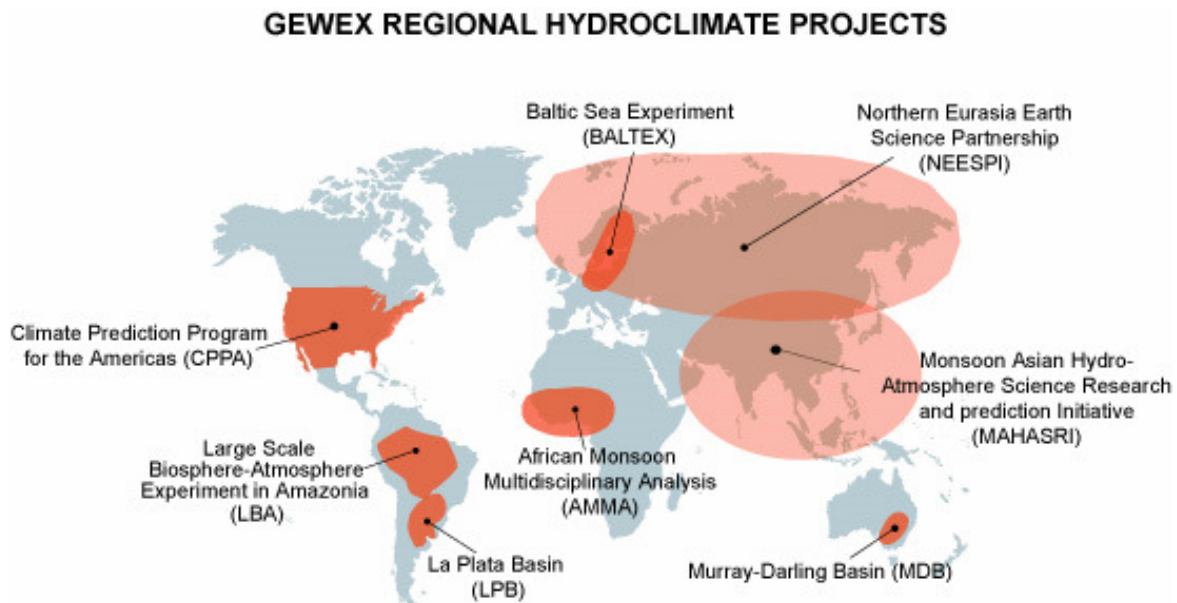 GEWEX REGIONAL HYDROCLIMATE PROJECTS
Baltic Sea Experiment
(BALTEX)
Northern Eurasia Earth
Science Partnership
(NEESPI)
Climate Prediction Program
for the Americas (CPPA)
Monsoon Asian Hydro-
Atmosphere Science Research
and prediction Initiative
(MAHASRI)
Large Scale
Biosphere-Atmosphere
Experiment in Amazonia
(LBA)
African Monsoon
Multidisciplinary Analysis
(AMMA)
La Plata Basin
(LPB)
Murray-Darling Basin (MDB)